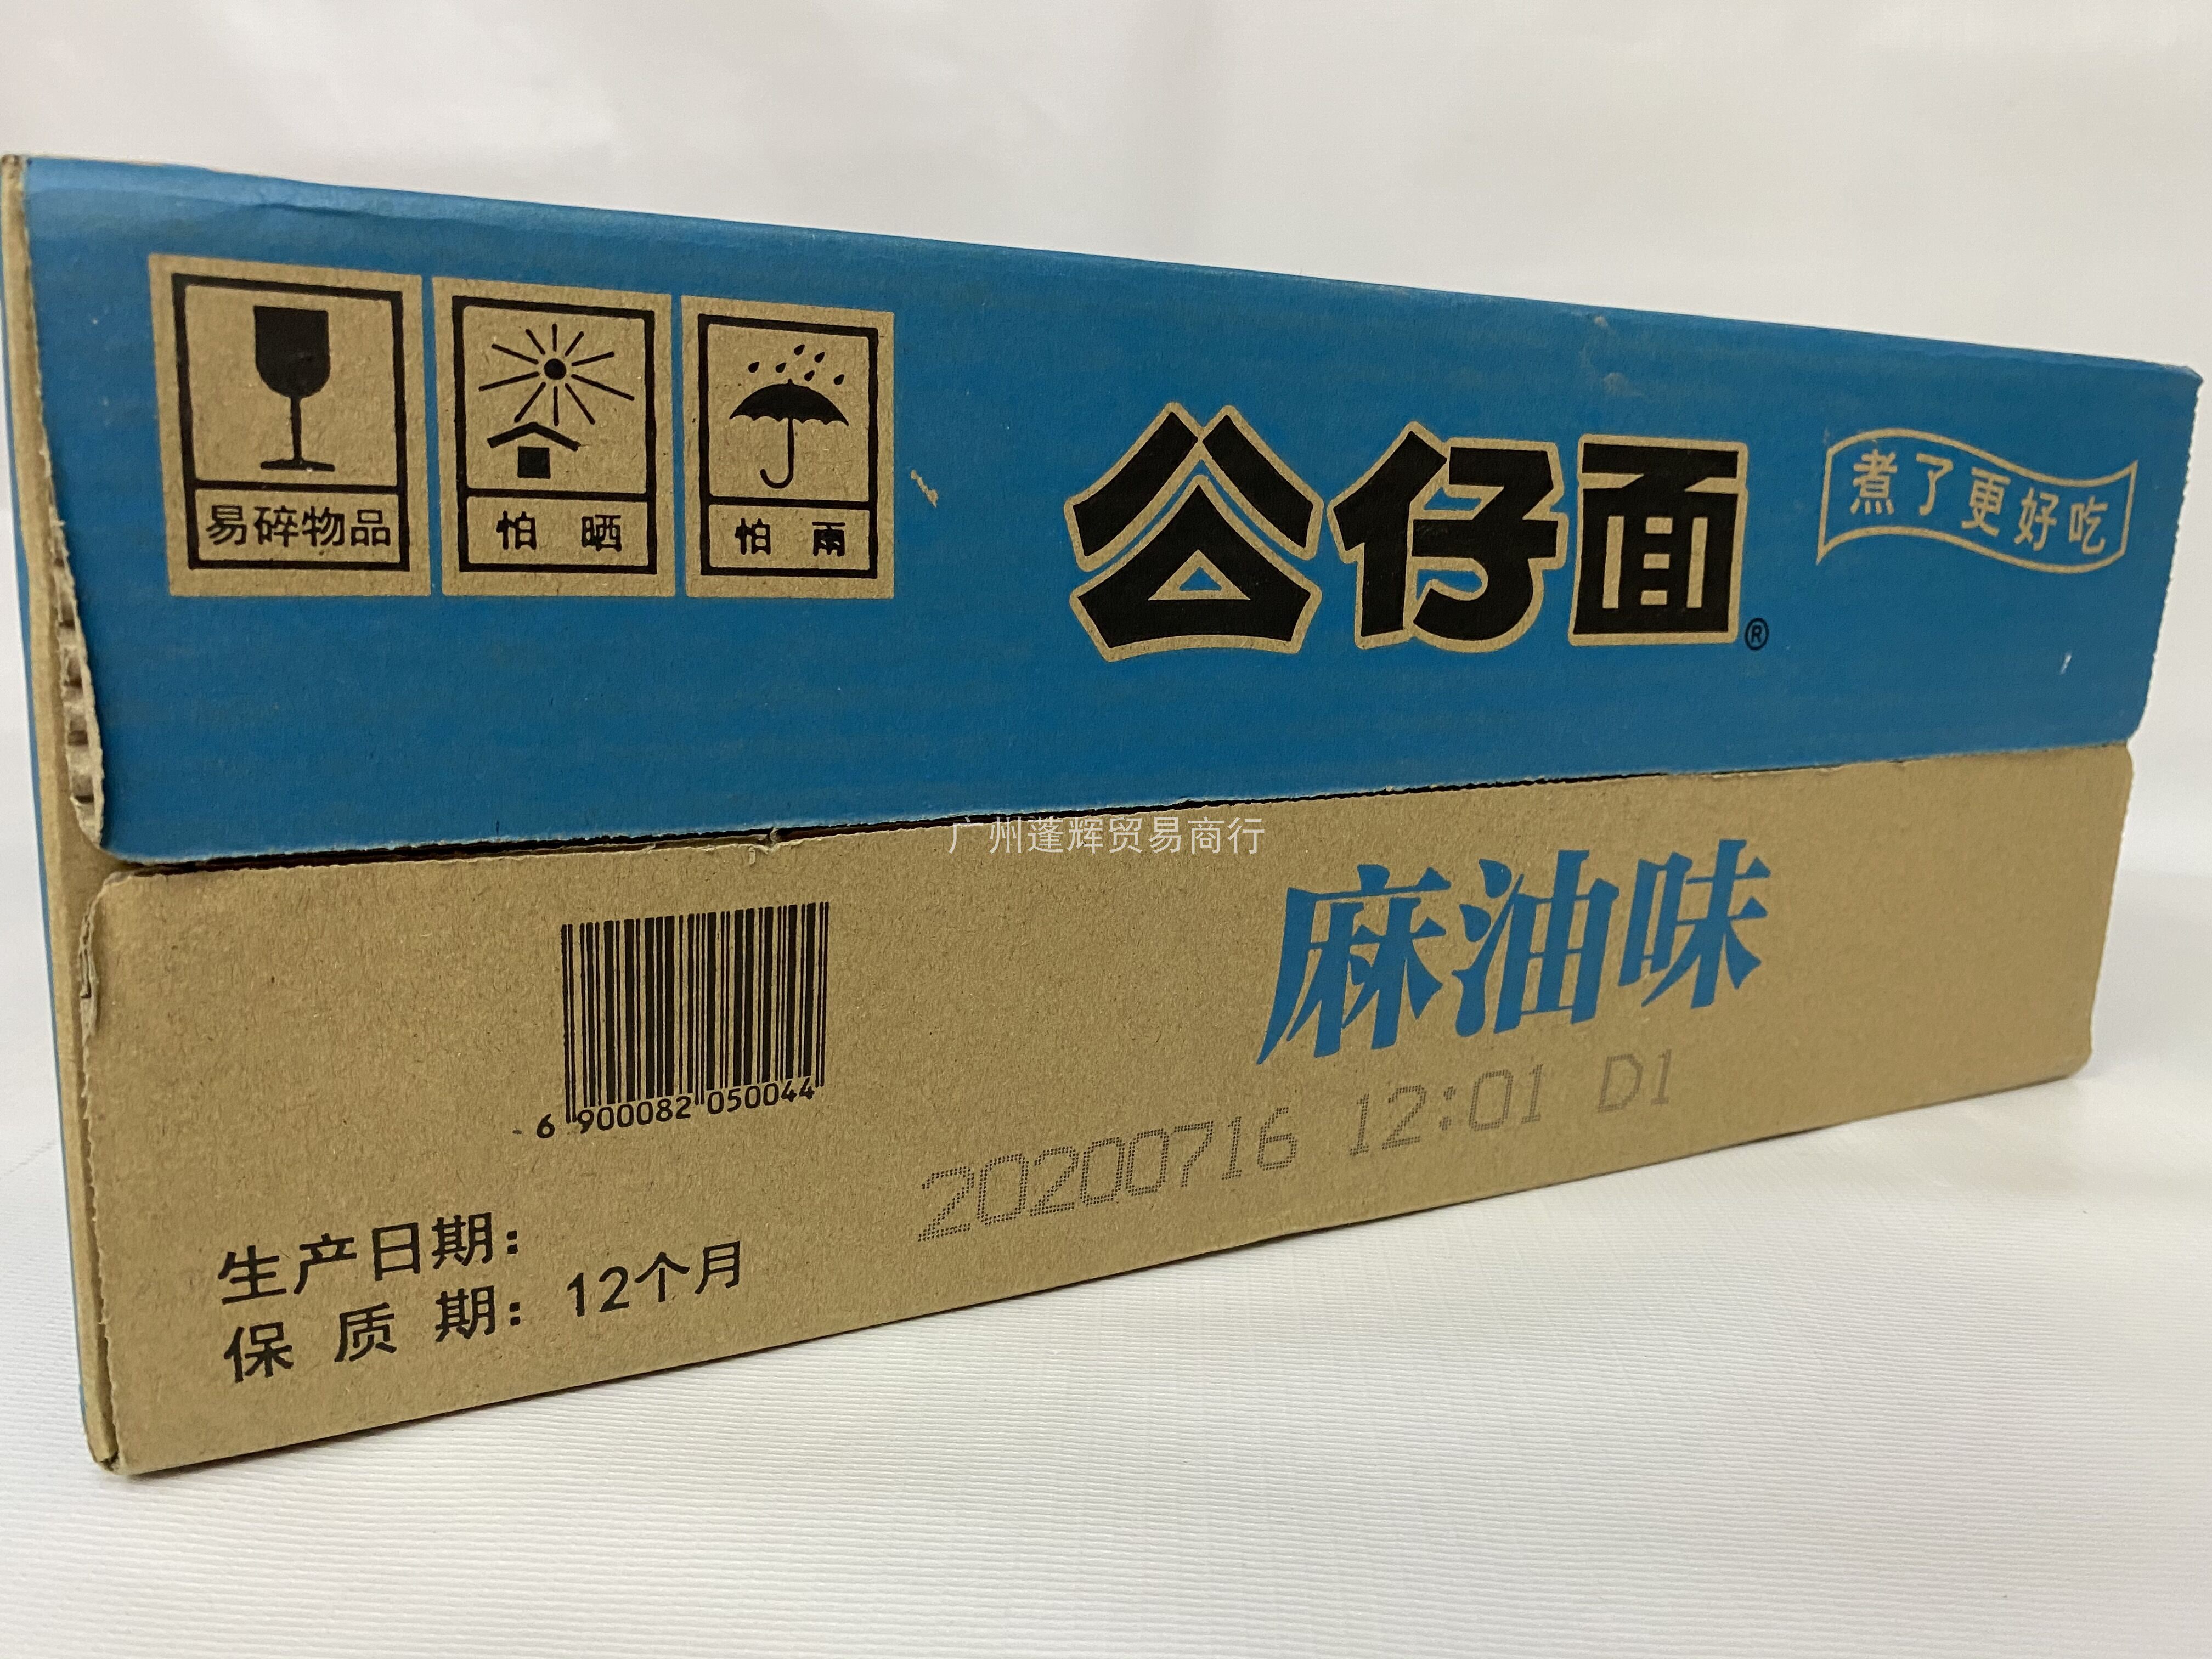 易碎物品
怕 晒
怕 雨
公仔面®
煮了更好吃
广州蓬辉贸易商行
麻油味
6 900082 050044
20200716 12:01 D1
生产日期：
保 质 期：12个月